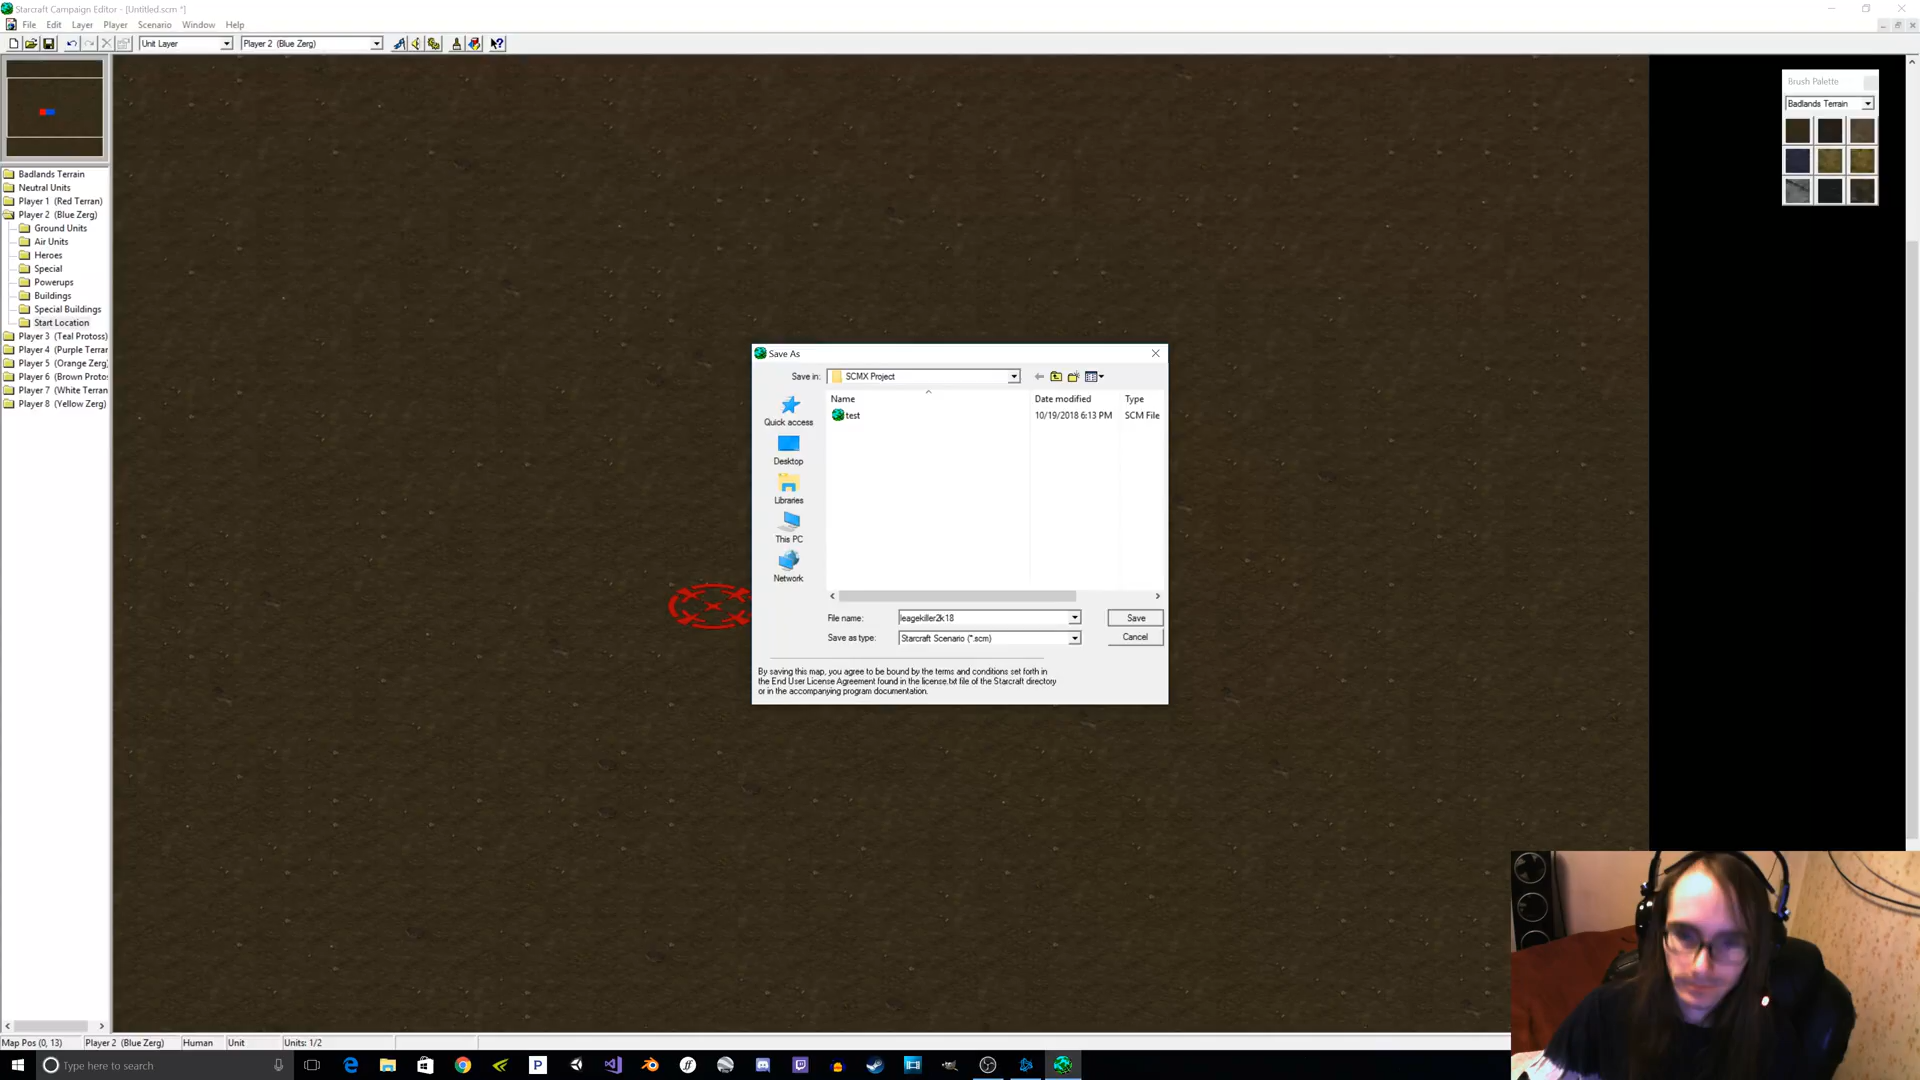 Starcraft Campaign Editor - [Untitled.scm *]
File Edit Layer Player Scenario Window Help
Unit Layer Player 2 (Blue Zerg)
Brush Palette
Badlands Terrain
Badlands Terrain
Neutral Units
Player 1 (Red Terran)
Player 2 (Blue Zerg)
Ground Units
Air Units
Heroes
Special
Powerups
Buildings
Special Buildings
Start Location
Player 3 (Teal Protoss)
Player 4 (Purple Terran
Player 5 (Orange Zerg)
Player 6 (Brown Protos
Player 7 (White Terran
Player 8 (Yellow Zerg)
Save As
Save in: SCMX Project
Name Date modified Type
test 10/19/2018 6:13 PM SCM File
Quick access
Desktop
Libraries
This PC
Network
File name: leagekiller2k18 Save
Save as type: Starcraft Scenario (*.scm) Cancel
By saving this map, you agree to be bound by the terms and conditions set forth in
the End User License Agreement found in the license.txt file of the Starcraft directory
or in the accompanying program documentation.
Map Pos (0, 13) Player 2 (Blue Zerg) Human Unit Units: 1/2
Type here to search